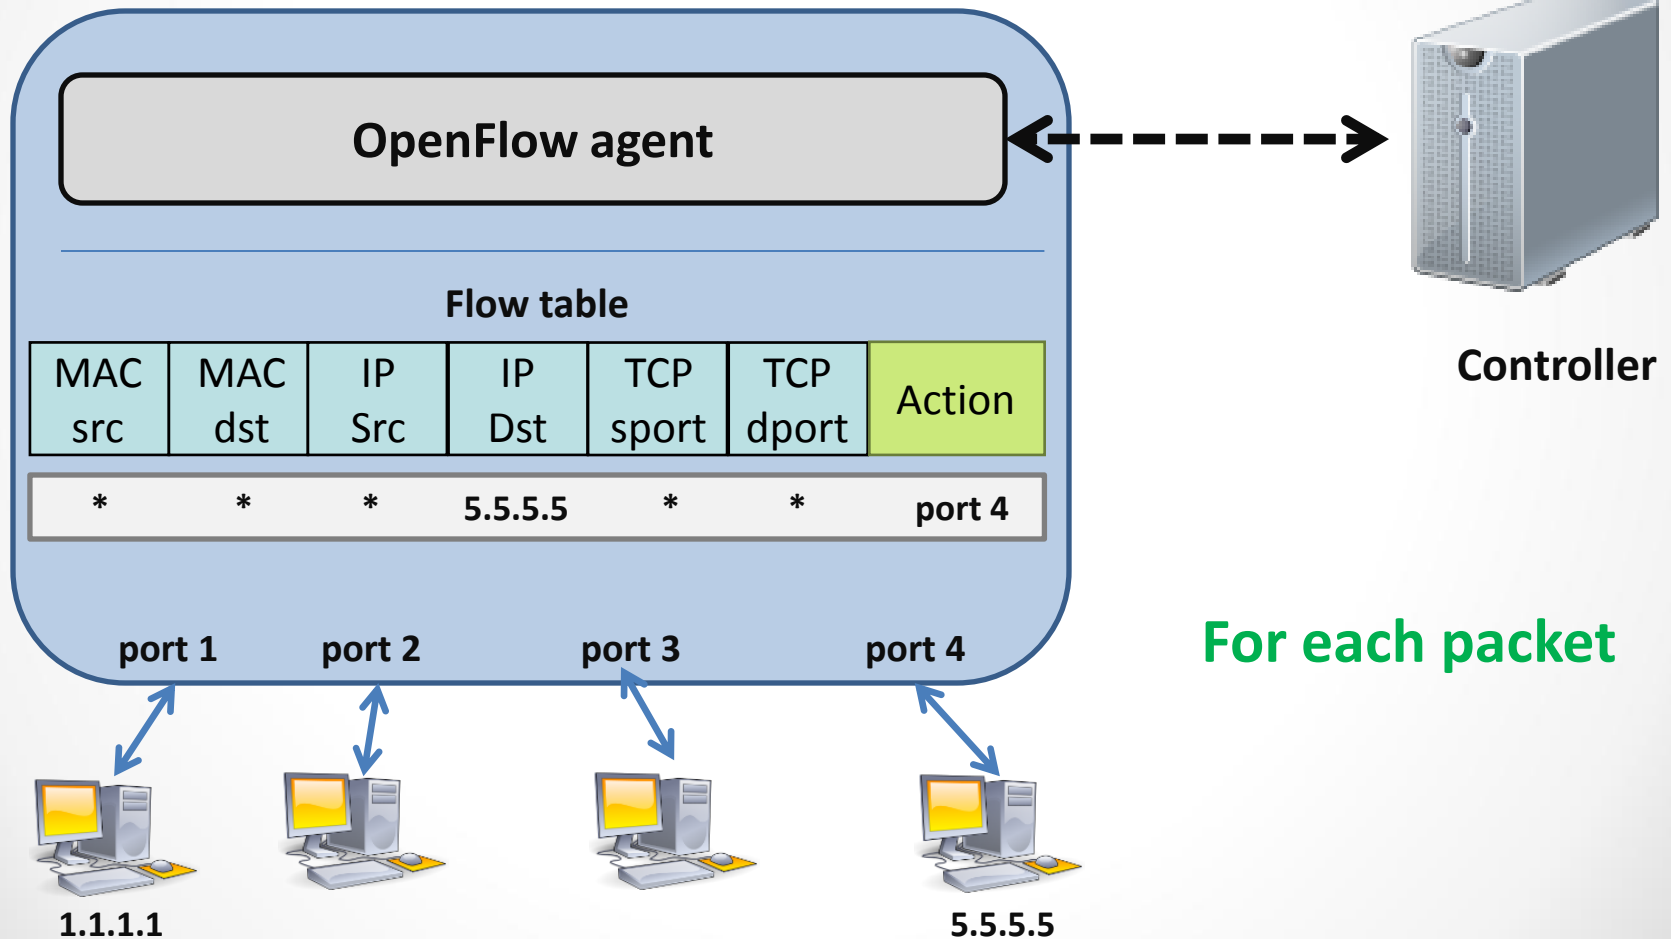 OpenFlow agent
Flow table
MAC src
MAC dst
IP Src
IP Dst
TCP sport
TCP dport
Action
* * * 5.5.5.5 * * port 4
Controller
For each packet
port 1 port 2 port 3 port 4
1.1.1.1 5.5.5.5